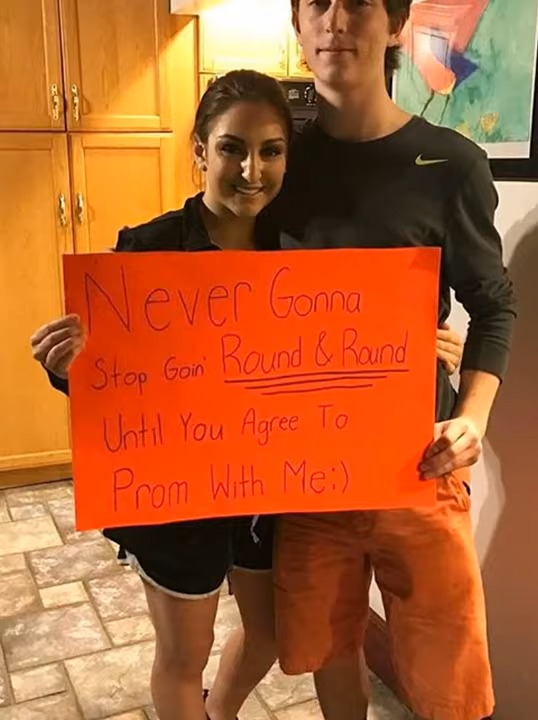 Never Gonna
Stop Goin' Round & Round
Until You Agree To
Prom With Me:)